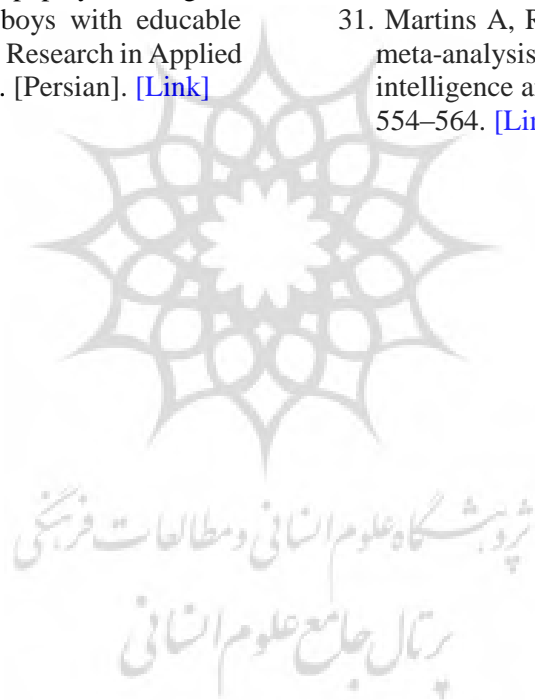 boys with educable
Research in Applied
. [Persian]. [Link]
31. Martins A, R
meta-analysis
intelligence a
554–564. [Lin
پژوهشگاه علوم انسانی و مطالعات فرهنگی
پرتال جامع علوم انسانی